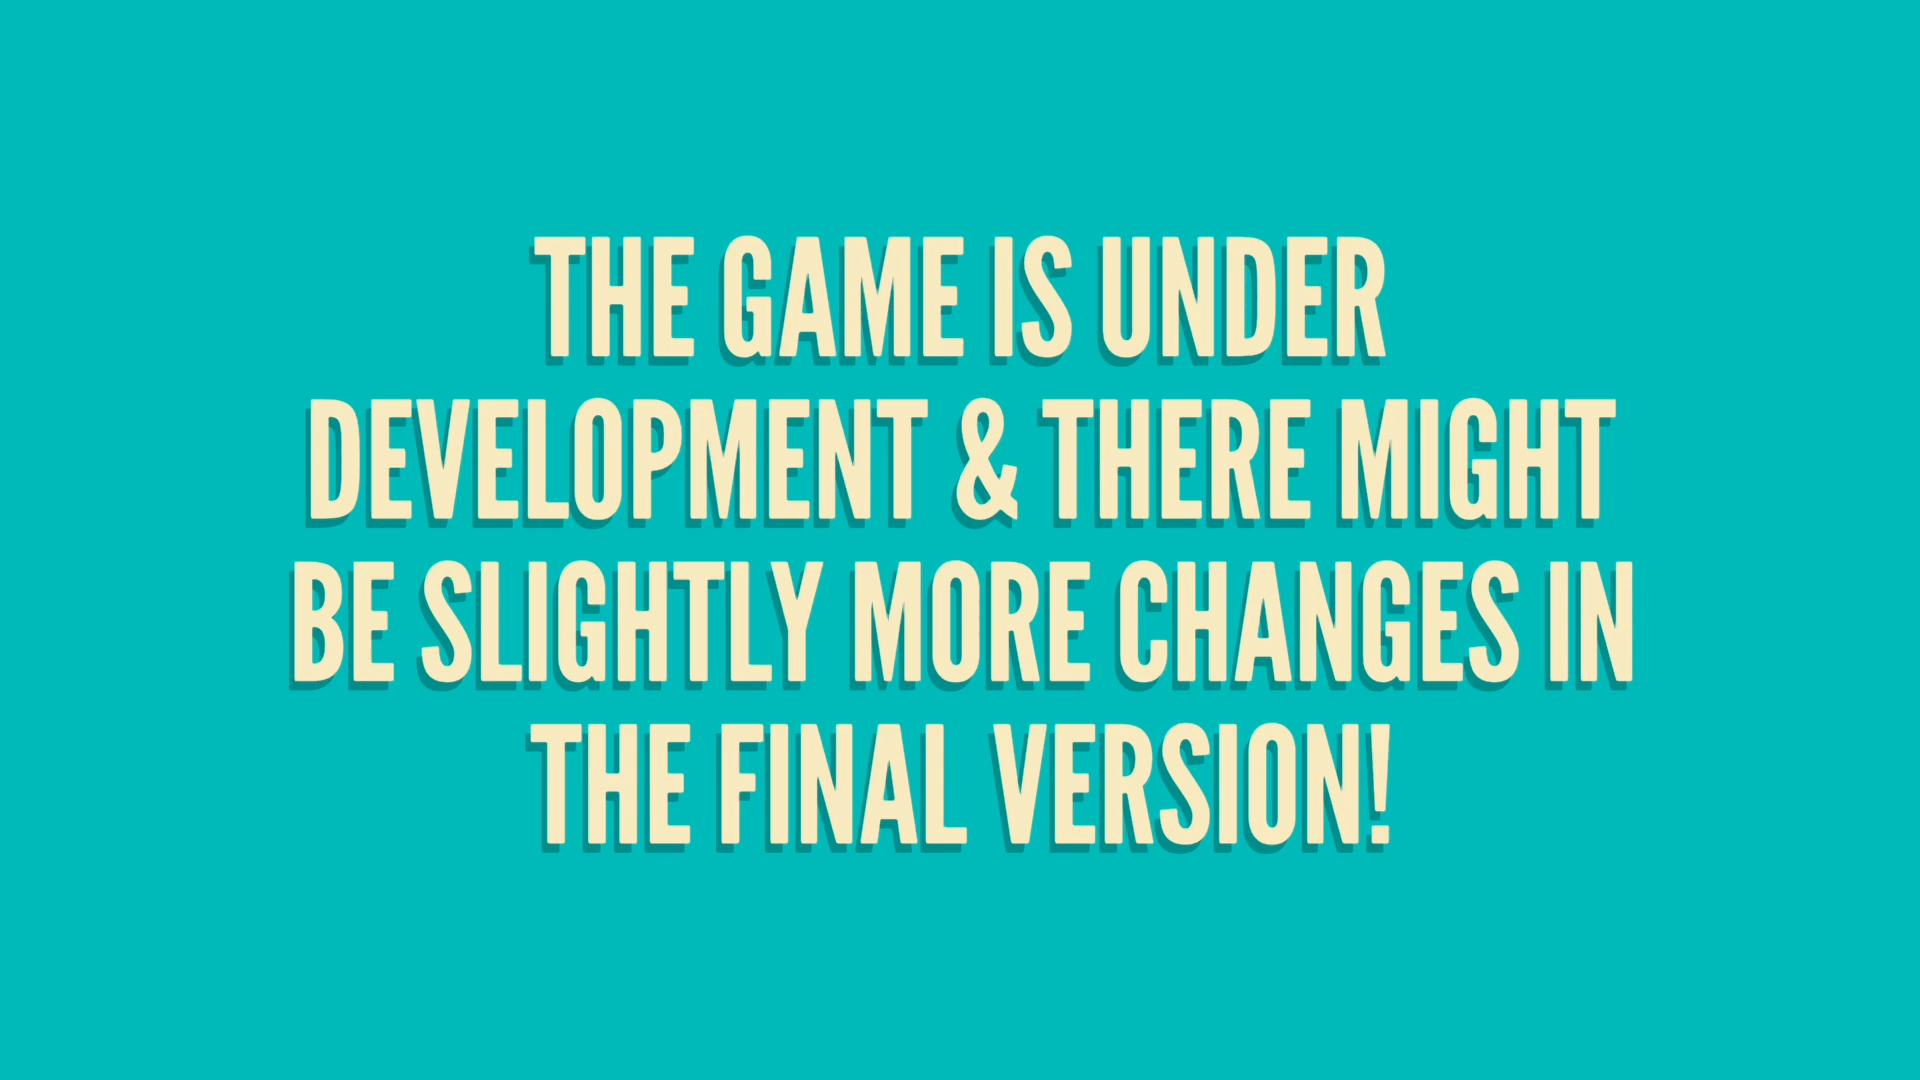 THE GAME IS UNDER
DEVELOPMENT & THERE MIGHT
BE SLIGHTLY MORE CHANGES IN
THE FINAL VERSION!